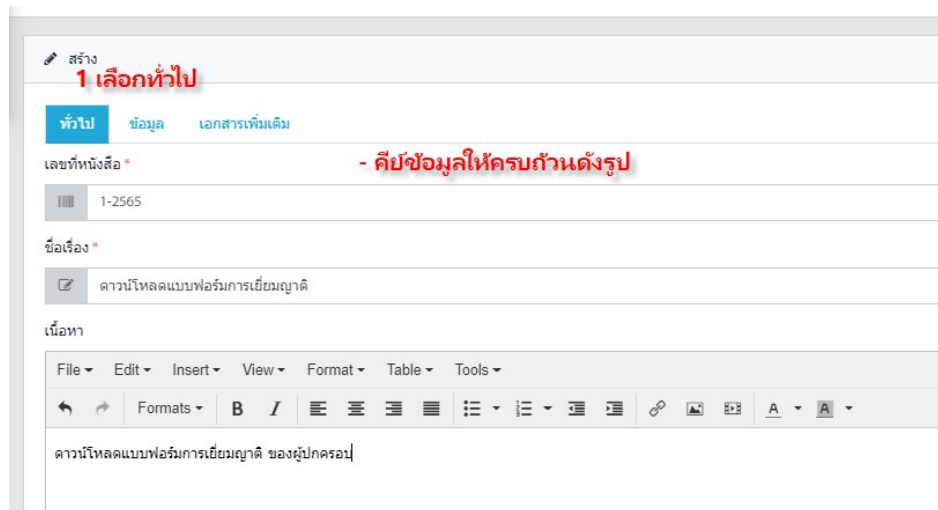 สร้าง
1 เลือกทั่วไป
ทั่วไป ข้อมูล เอกสารเพิ่มเติม
เลขที่หนังสือ *
- คีย์ข้อมูลให้ครบถ้วนดังรูป
1-2565
ชื่อเรื่อง *
ดาวน์โหลดแบบฟอร์มการเยี่ยมญาติ
เนื้อหา
File Edit Insert View Format Table Tools
Formats B I A A
ดาวน์โหลดแบบฟอร์มการเยี่ยมญาติ ของผู้ปกครอบ